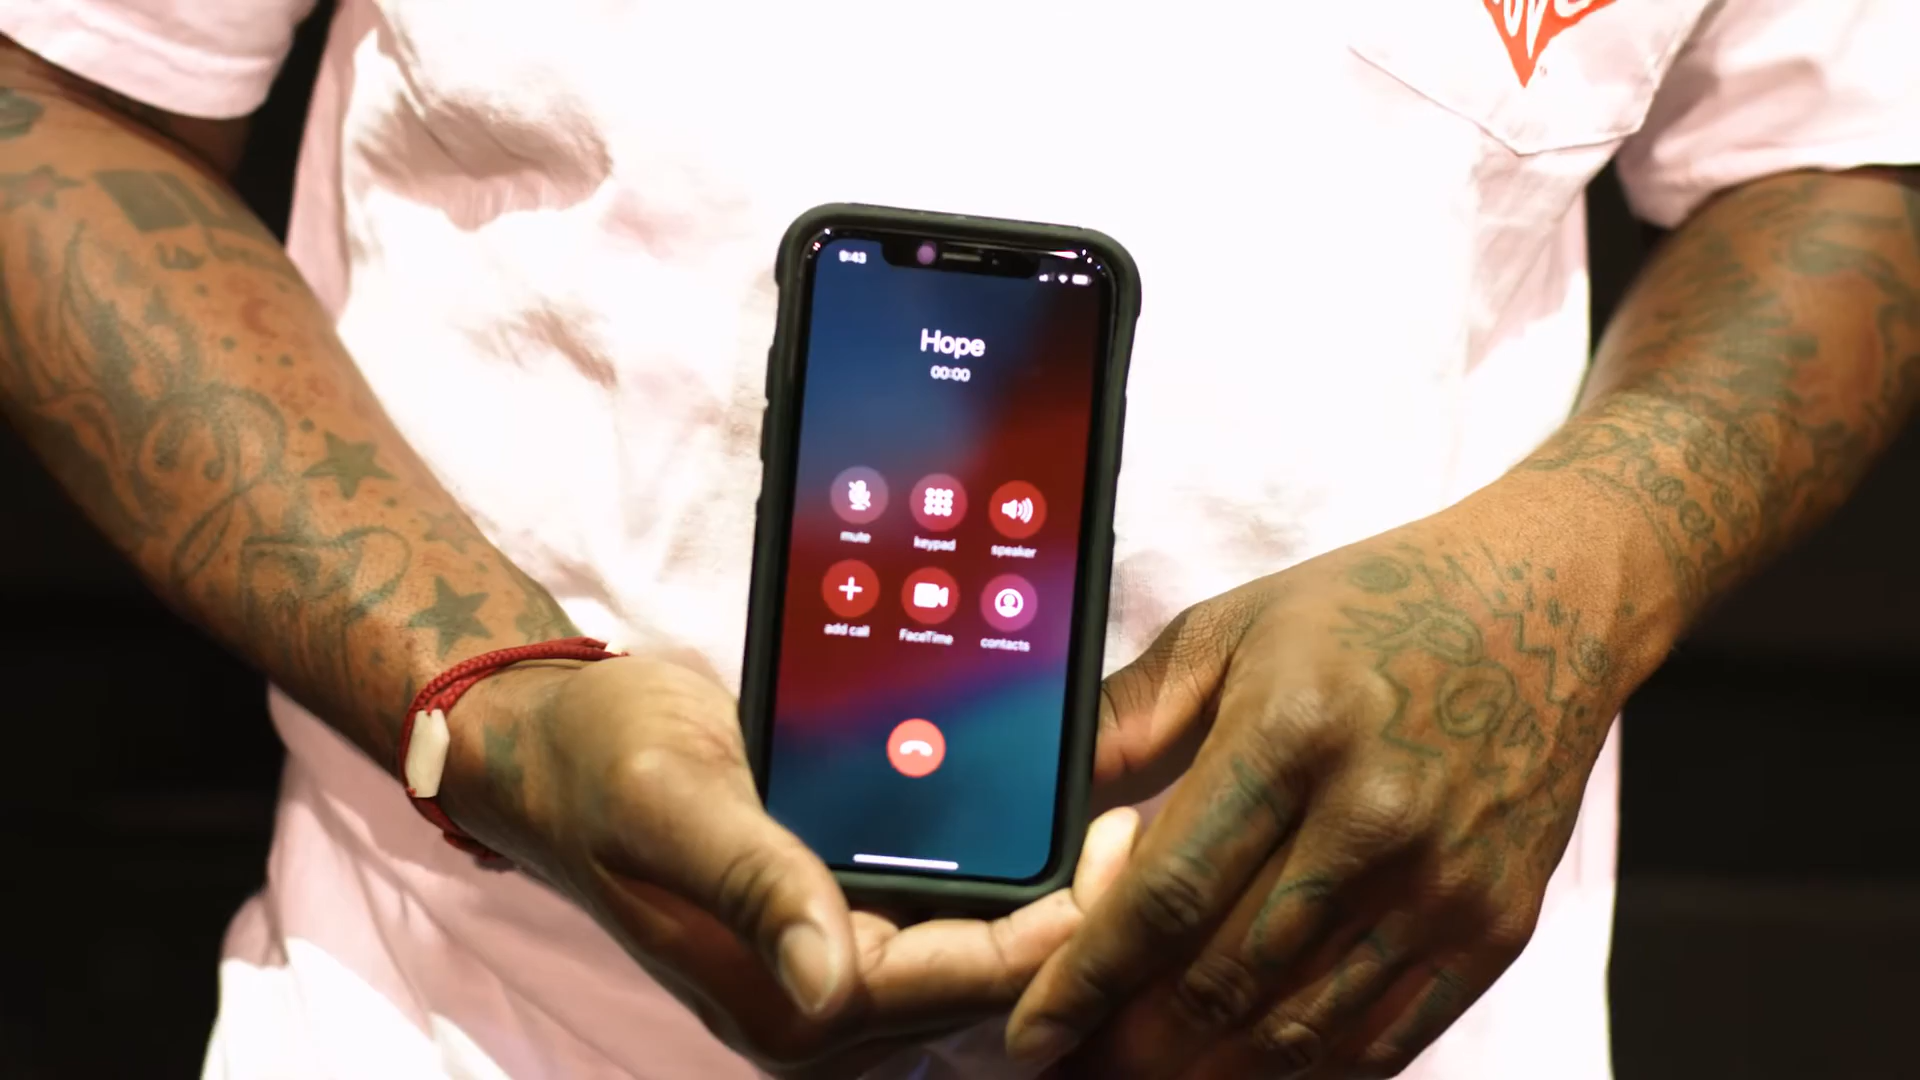 9:43
Hope
00:00
mute keypad speaker
add call FaceTime contacts